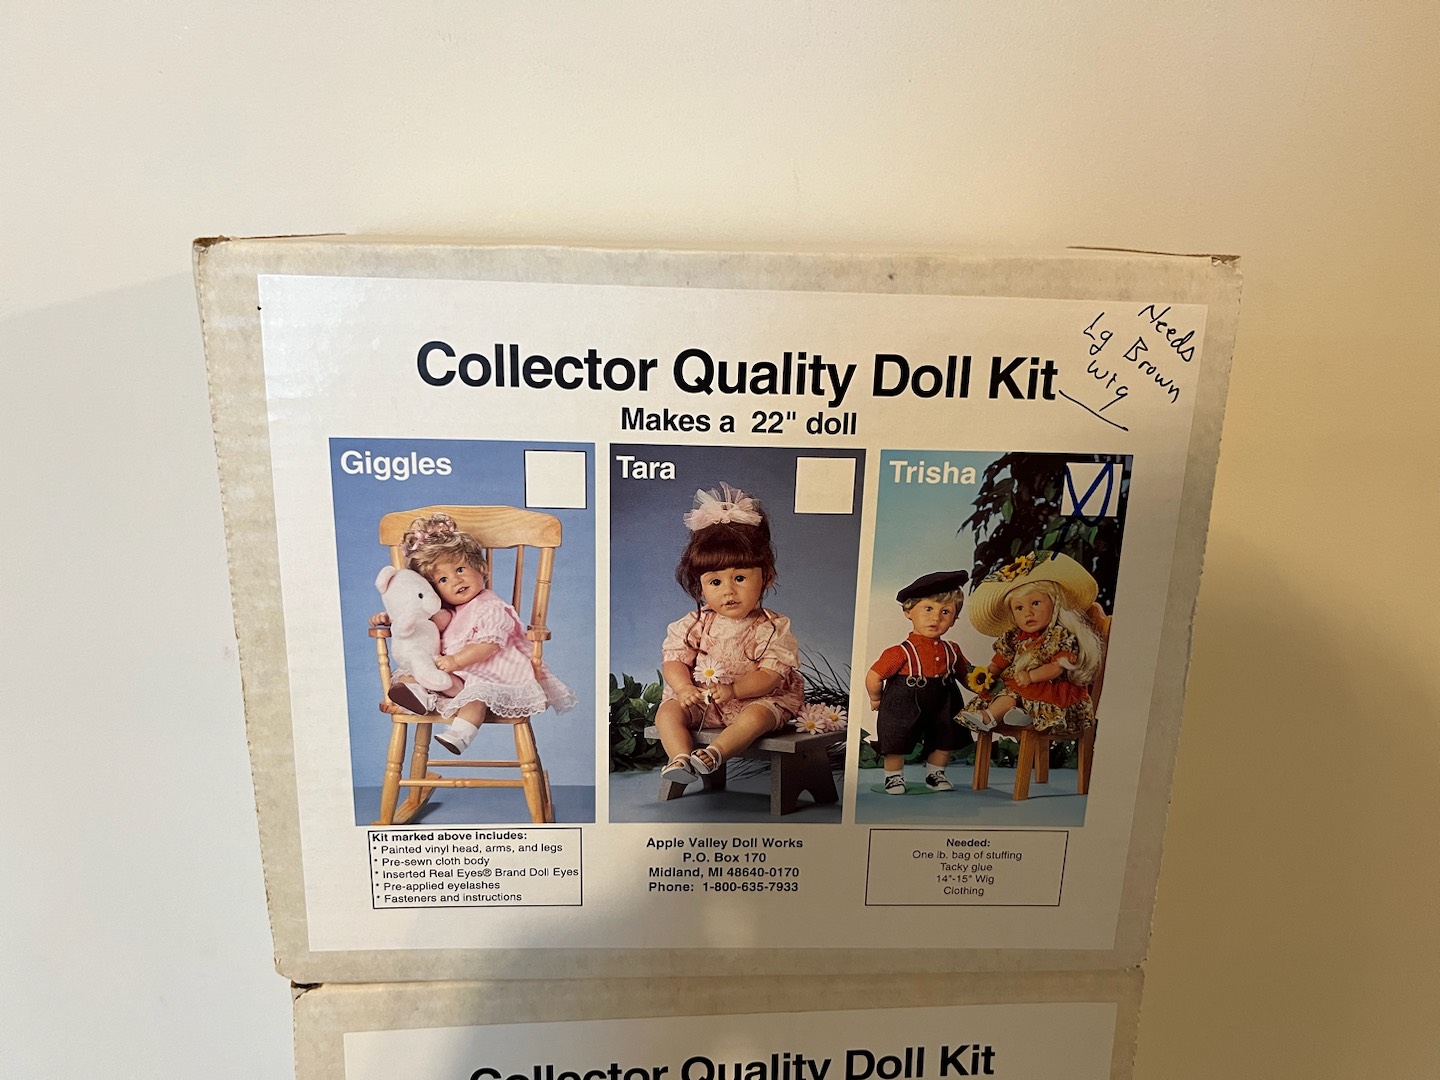 Needs
Lg Brown
wig
Collector Quality Doll Kit
Makes a 22" doll
Giggles
Tara
Trisha
Kit marked above includes:
* Painted vinyl head, arms, and legs
* Pre-sewn cloth body
* Inserted Real Eyes® Brand Doll Eyes
* Pre-applied eyelashes
* Fasteners and instructions
Apple Valley Doll Works
P.O. Box 170
Midland, MI 48640-0170
Phone: 1-800-635-7933
Needed:
One lb. bag of stuffing
Tacky glue
14"-15" Wig
Clothing
Collector Quality Doll Kit